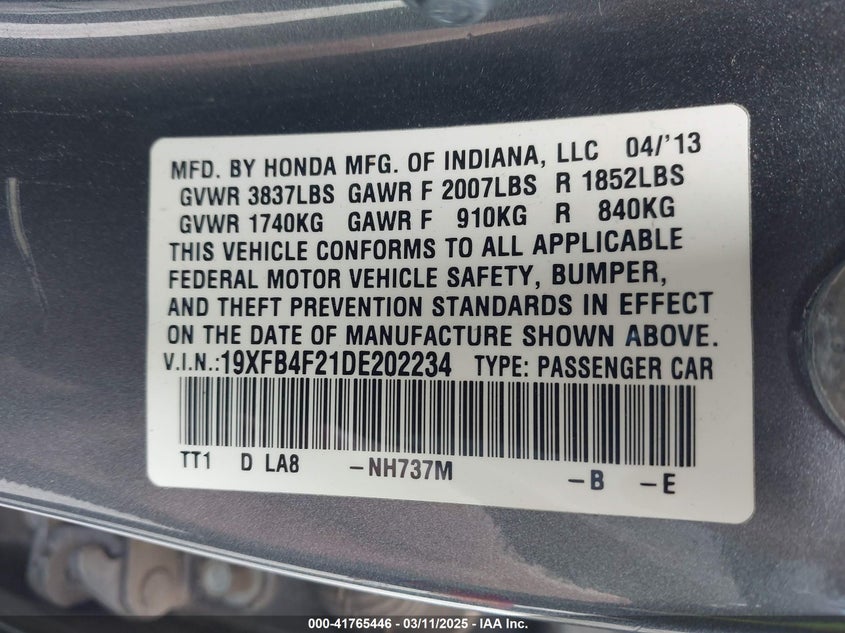 MFD. BY HONDA MFG. OF INDIANA, LLC 04/'13
GVWR 3837LBS GAWR F 2007LBS R 1852LBS
GVWR 1740KG GAWR F 910KG R 840KG
THIS VEHICLE CONFORMS TO ALL APPLICABLE
FEDERAL MOTOR VEHICLE SAFETY, BUMPER,
AND THEFT PREVENTION STANDARDS IN EFFECT
ON THE DATE OF MANUFACTURE SHOWN ABOVE.
V.I.N.:19XFB4F21DE202234 TYPE: PASSENGER CAR
TT1 D LA8 –NH737M –B –E
000-41765446 - 03/11/2025 - IAA Inc.